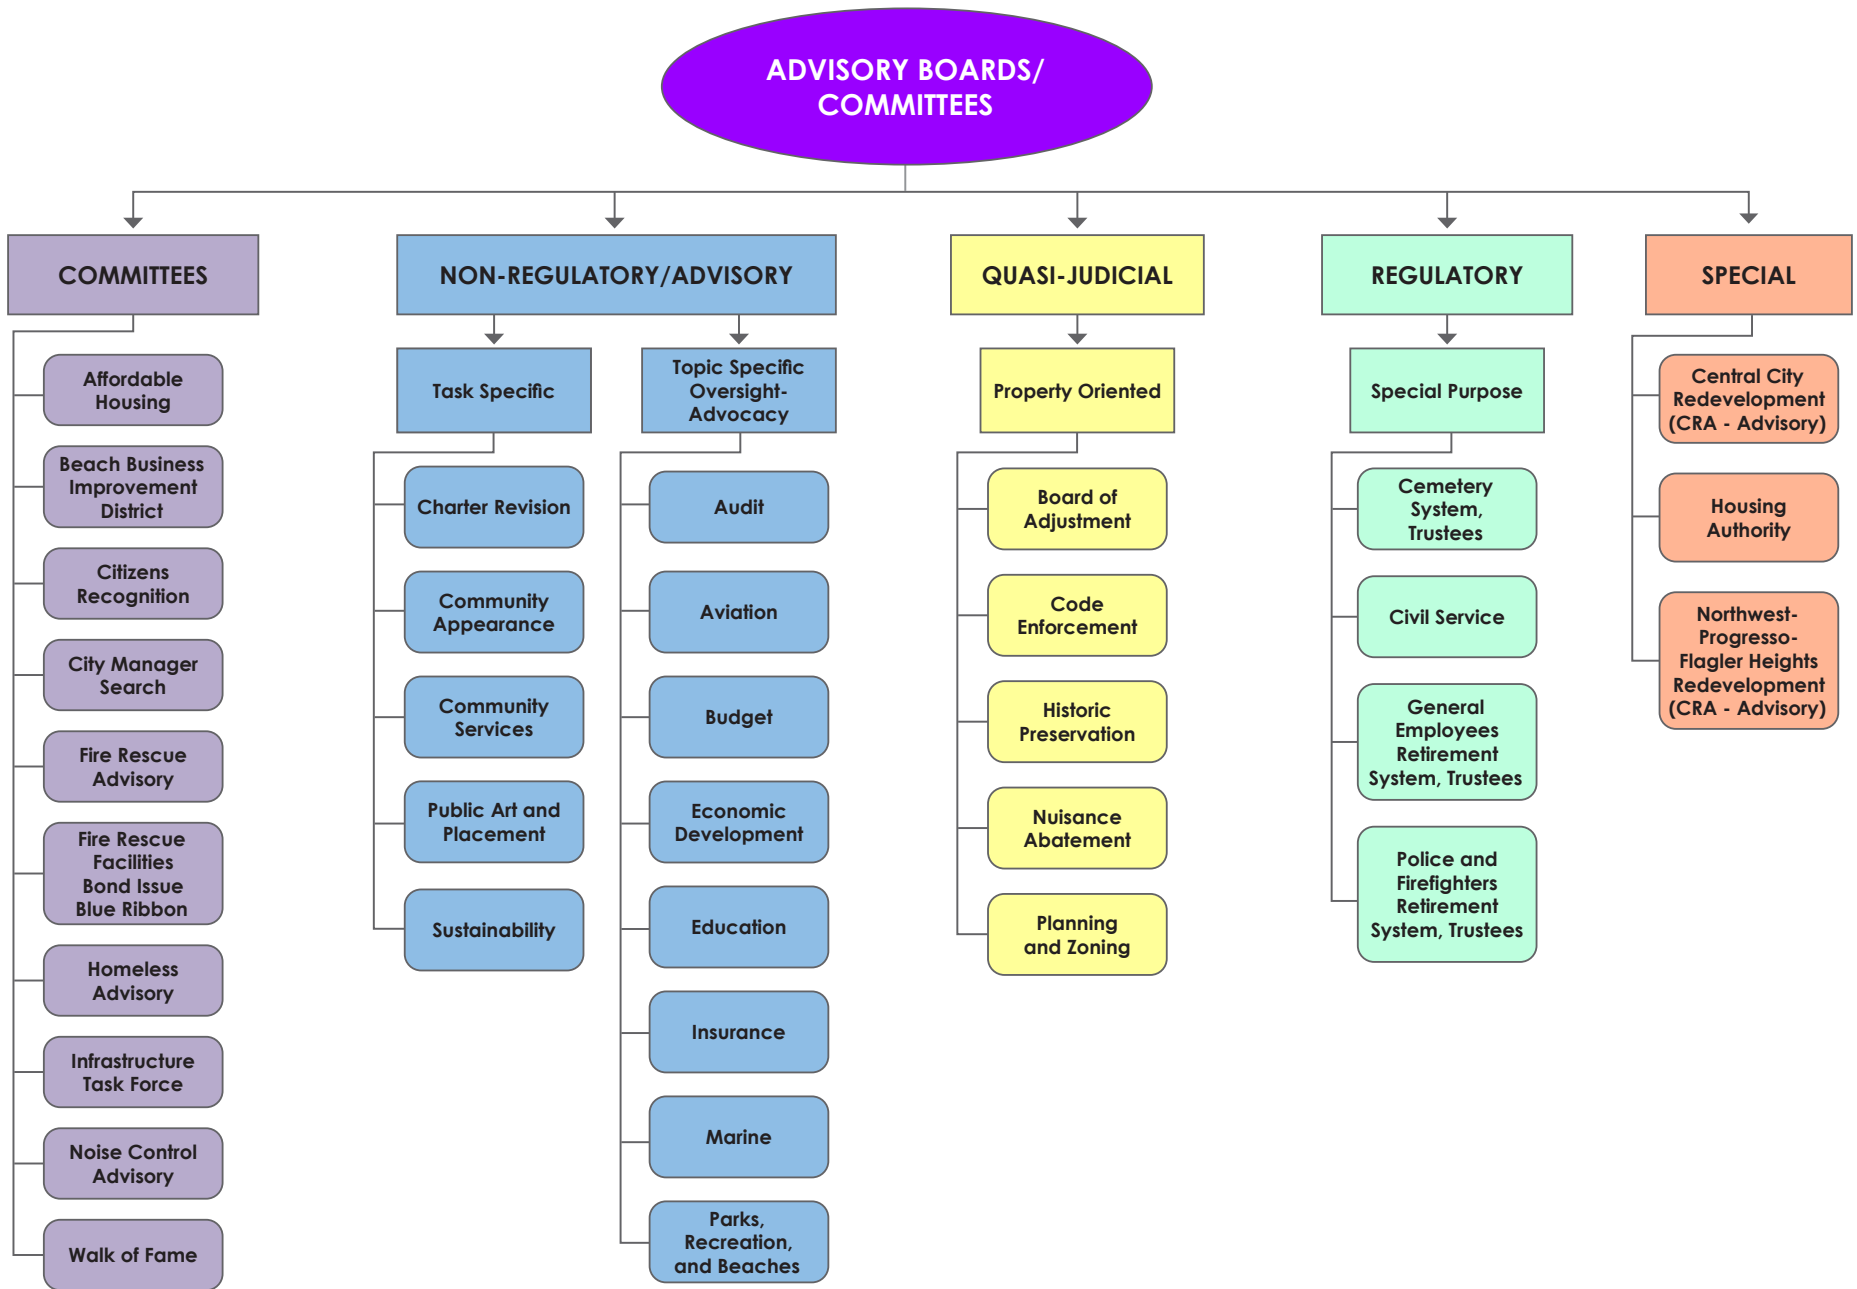 ADVISORY BOARDS/
COMMITTEES
COMMITTEES
Affordable
Housing
Beach Business
Improvement
District
Citizens
Recognition
City Manager
Search
Fire Rescue
Advisory
Fire Rescue
Facilities
Bond Issue
Blue Ribbon
Homeless
Advisory
Infrastructure
Task Force
Noise Control
Advisory
Walk of Fame
NON-REGULATORY/ADVISORY
Task Specific
Charter Revision
Community
Appearance
Community
Services
Public Art and
Placement
Sustainability
Topic Specific
Oversight-
Advocacy
Audit
Aviation
Budget
Economic
Development
Education
Insurance
Marine
Parks,
Recreation,
and Beaches
QUASI-JUDICIAL
Property Oriented
Board of
Adjustment
Code
Enforcement
Historic
Preservation
Nuisance
Abatement
Planning
and Zoning
REGULATORY
Special Purpose
Cemetery
System,
Trustees
Civil Service
General
Employees
Retirement
System, Trustees
Police and
Firefighters
Retirement
System, Trustees
SPECIAL
Central City
Redevelopment
(CRA - Advisory)
Housing
Authority
Northwest-
Progresso-
Flagler Heights
Redevelopment
(CRA - Advisory)